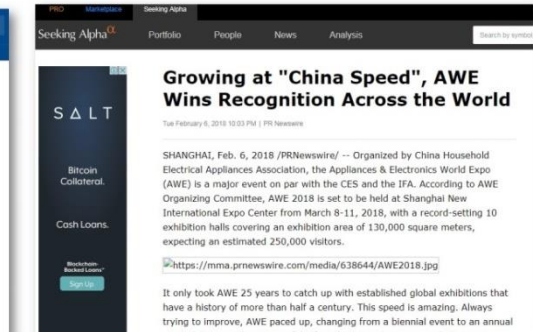 PRO Marketplace Seeking Alpha
Seeking Alpha α Portfolio People News Analysis Search by symbol
SALT
Bitcoin
Collateral.
Cash Loans.
Blockchain-
Backed Loans™
Sign Up
Growing at "China Speed", AWE
Wins Recognition Across the World
Tue February 6, 2018 10:03 PM | PR Newswire
SHANGHAI, Feb. 6, 2018 /PRNewswire/ -- Organized by China Household
Electrical Appliances Association, the Appliances & Electronics World Expo
(AWE) is a major event on par with the CES and the IFA. According to AWE
Organizing Committee, AWE 2018 is set to be held at Shanghai New
International Expo Center from March 8-11, 2018, with a record-setting 10
exhibition halls covering an exhibition area of 130,000 square meters,
expecting an estimated 250,000 visitors.
https://mma.prnewswire.com/media/638644/AWE2018.jpg
It only took AWE 25 years to catch up with established global exhibitions that
have a history of more than half a century. This speed is amazing. Always
trying to improve, AWE paced up, changing from a biennial event to an annual